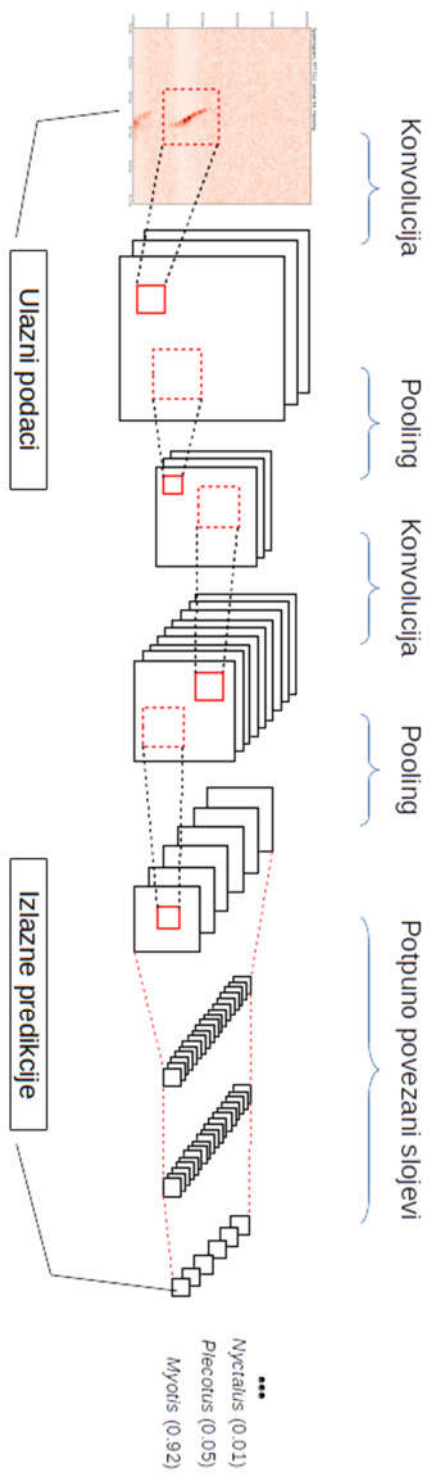 Konvolucija
Pooling
Konvolucija
Pooling
Potpuno povezani slojevi
•••
Nyctalus (0.01)
Plecotus (0.05)
Myotis (0.92)
Ulazni podaci
Izlazne predikcije